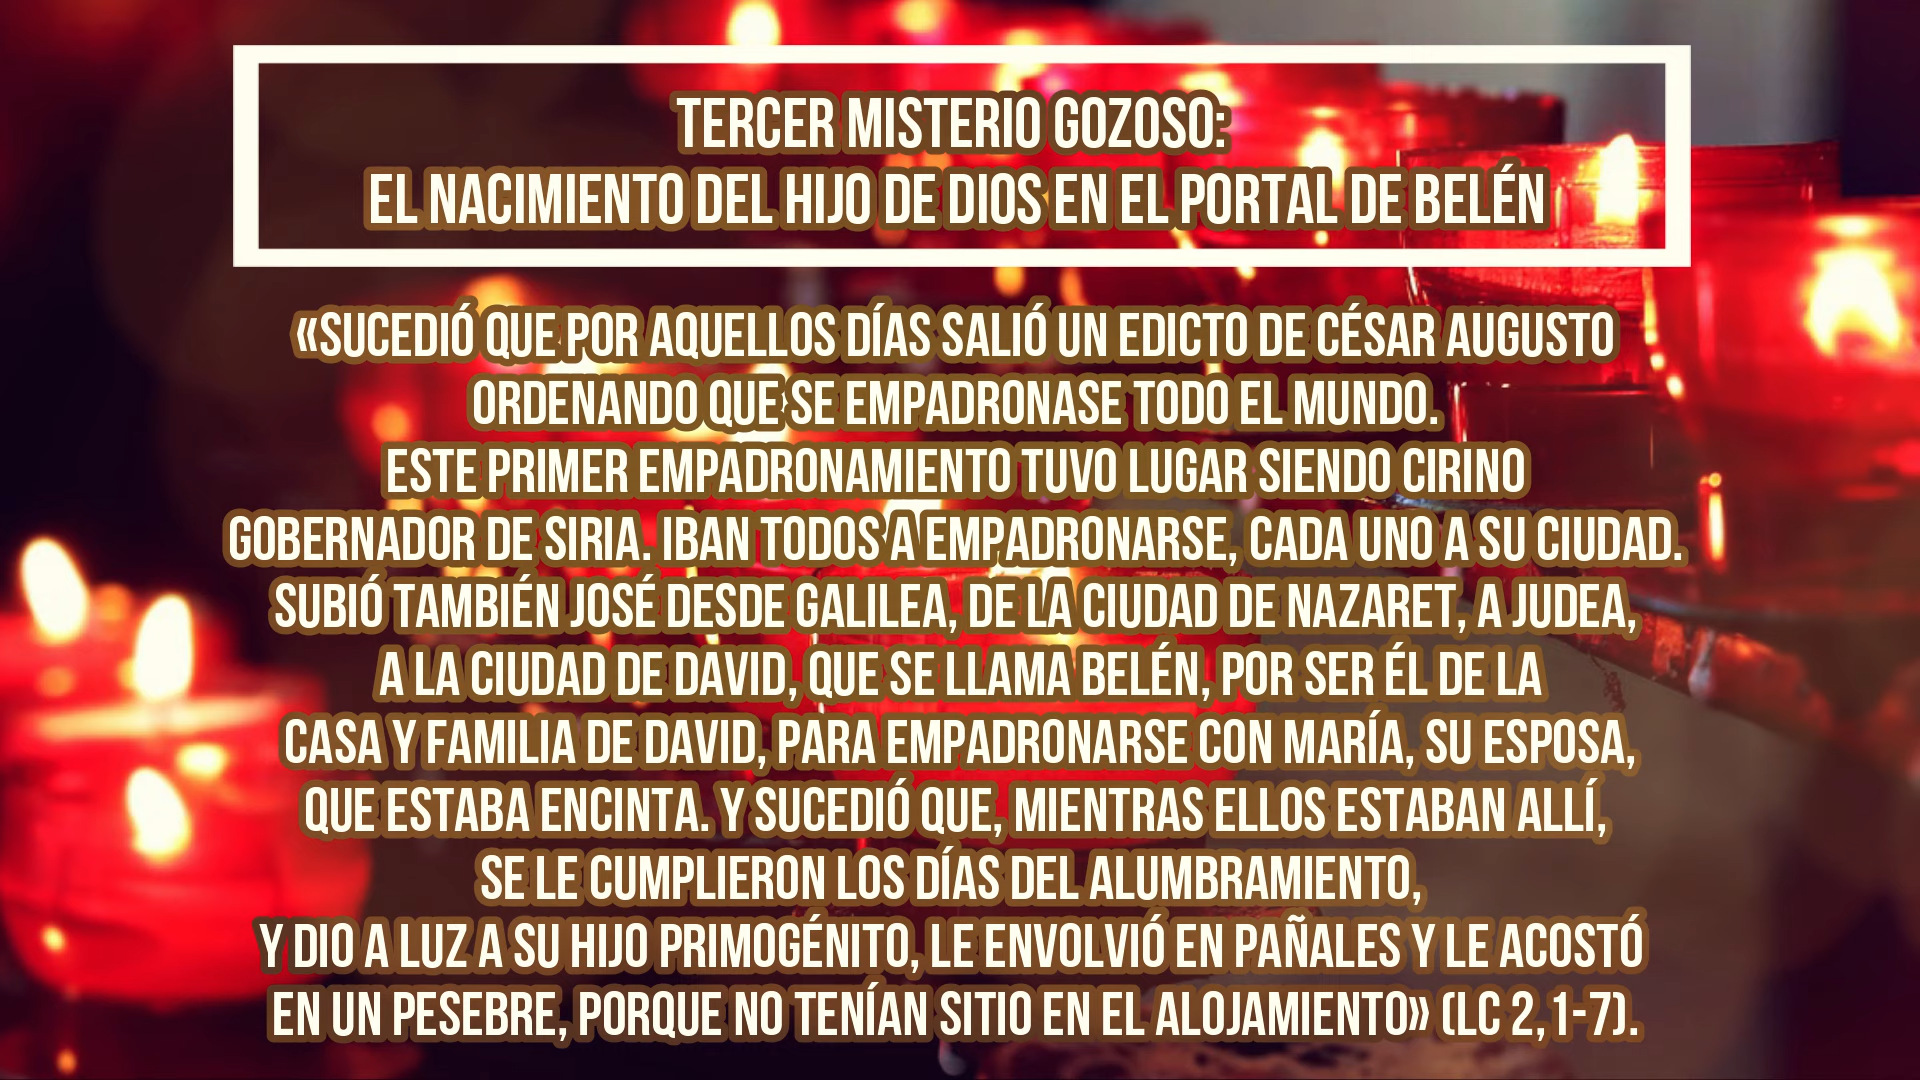 TERCER MISTERIO GOZOSO:
EL NACIMIENTO DEL HIJO DE DIOS EN EL PORTAL DE BELÉN
«SUCEDIÓ QUE POR AQUELLOS DÍAS SALIÓ UN EDICTO DE CÉSAR AUGUSTO
ORDENANDO QUE SE EMPADRONASE TODO EL MUNDO.
ESTE PRIMER EMPADRONAMIENTO TUVO LUGAR SIENDO CIRINO
GOBERNADOR DE SIRIA. IBAN TODOS A EMPADRONARSE, CADA UNO A SU CIUDAD.
SUBIÓ TAMBIÉN JOSÉ DESDE GALILEA, DE LA CIUDAD DE NAZARET, A JUDEA,
A LA CIUDAD DE DAVID, QUE SE LLAMA BELÉN, POR SER ÉL DE LA
CASA Y FAMILIA DE DAVID, PARA EMPADRONARSE CON MARÍA, SU ESPOSA,
QUE ESTABA ENCINTA. Y SUCEDIÓ QUE, MIENTRAS ELLOS ESTABAN ALLÍ,
SE LE CUMPLIERON LOS DÍAS DEL ALUMBRAMIENTO,
Y DIO A LUZ A SU HIJO PRIMOGÉNITO, LE ENVOLVIÓ EN PAÑALES Y LE ACOSTÓ
EN UN PESEBRE, PORQUE NO TENÍAN SITIO EN EL ALOJAMIENTO» (LC 2,1-7).